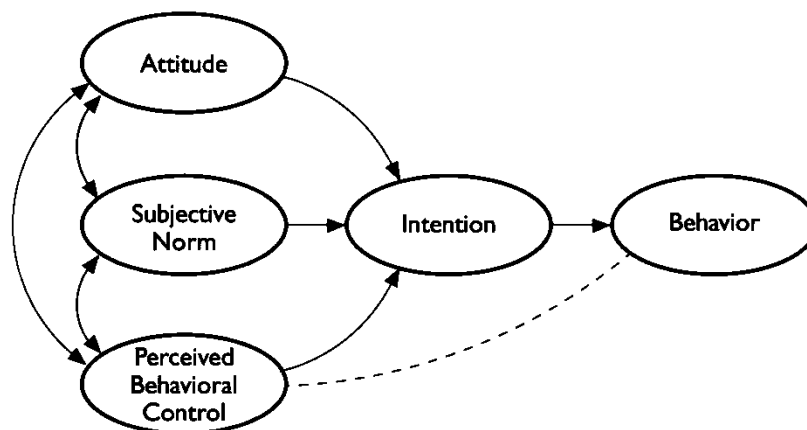 Attitude
Subjective
Norm
Intention
Behavior
Perceived
Behavioral
Control